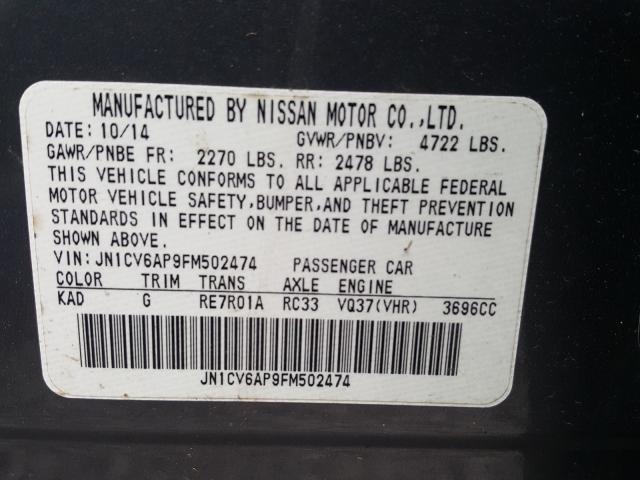 MANUFACTURED BY NISSAN MOTOR CO.,LTD.
DATE: 10/14 GVWR/PNBV: 4722 LBS.
GAWR/PNBE FR: 2270 LBS. RR: 2478 LBS.
THIS VEHICLE CONFORMS TO ALL APPLICABLE FEDERAL
MOTOR VEHICLE SAFETY,BUMPER,AND THEFT PREVENTION
STANDARDS IN EFFECT ON THE DATE OF MANUFACTURE
SHOWN ABOVE.
VIN: JN1CV6AP9FM502474 PASSENGER CAR
COLOR TRIM TRANS AXLE ENGINE
KAD G RE7R01A RC33 VQ37(VHR) 3696CC
JN1CV6AP9FM502474